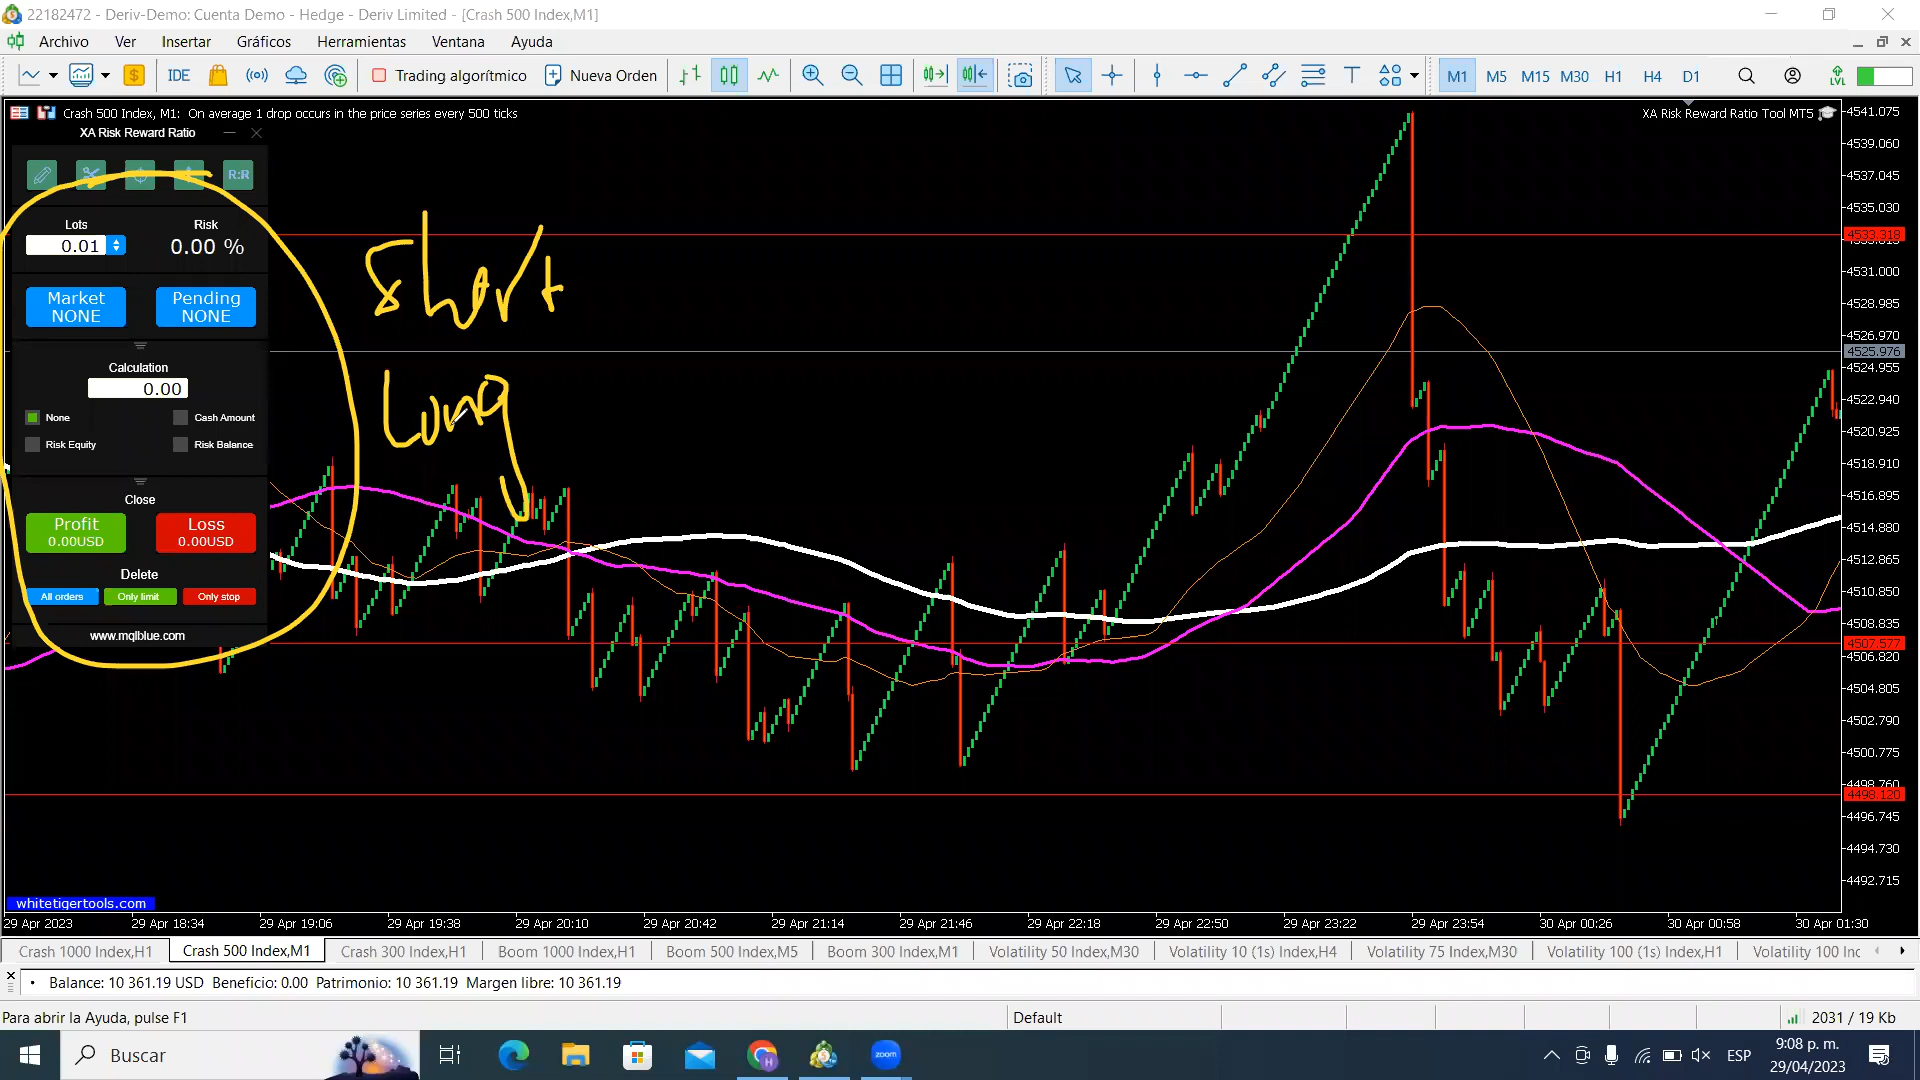 22182472 - Deriv-Demo: Cuenta Demo - Hedge - Deriv Limited - [Crash 500 Index,M1]
Archivo Ver Insertar Gráficos Herramientas Ventana Ayuda
IDE Trading algorítmico Nueva Orden T M1 M5 M15 M30 H1 H4 D1 LVL
Crash 500 Index, M1: On average 1 drop occurs in the price series every 500 ticks
XA Risk Reward Ratio Tool MT5
XA Risk Reward Ratio
R:R
Lots Risk
0.01 0.00 %
Market NONE
Pending NONE
Calculation
0.00
None Cash Amount
Risk Equity Risk Balance
Close
Profit 0.00USD
Loss 0.00USD
Delete
All orders Only limit Only stop
www.mqlblue.com
short
Long
4541.075
4539.060
4537.045
4535.030
4533.318
4531.000
4528.985
4526.970
4525.976
4524.955
4522.940
4520.925
4518.910
4516.895
4514.880
4512.865
4510.850
4508.835
4507.577
4506.820
4504.805
4502.790
4500.775
4498.760
4498.120
4496.745
4494.730
4492.715
whitetigertools.com
29 Apr 2023 29 Apr 18:34 29 Apr 19:06 29 Apr 19:38 29 Apr 20:10 29 Apr 20:42 29 Apr 21:14 29 Apr 21:46 29 Apr 22:18 29 Apr 22:50 29 Apr 23:22 29 Apr 23:54 30 Apr 00:26 30 Apr 00:58 30 Apr 01:30
Crash 1000 Index,H1 Crash 500 Index,M1 Crash 300 Index,H1 Boom 1000 Index,H1 Boom 500 Index,M5 Boom 300 Index,M1 Volatility 50 Index,M30 Volatility 10 (1s) Index,H4 Volatility 75 Index,M30 Volatility 100 (1s) Index,H1 Volatility 100 Inc
Balance: 10 361.19 USD Beneficio: 0.00 Patrimonio: 10 361.19 Margen libre: 10 361.19
Para abrir la Ayuda, pulse F1 Default 2031 / 19 Kb
Buscar zoom ESP 9:08 p. m.
29/04/2023